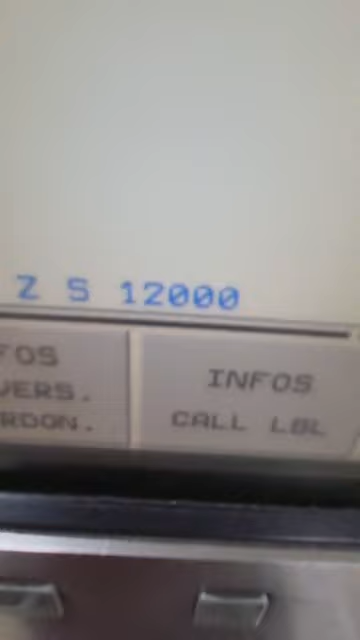 Z S 12000
FOS
VERS.
RDON.
INFOS
CALL LBL